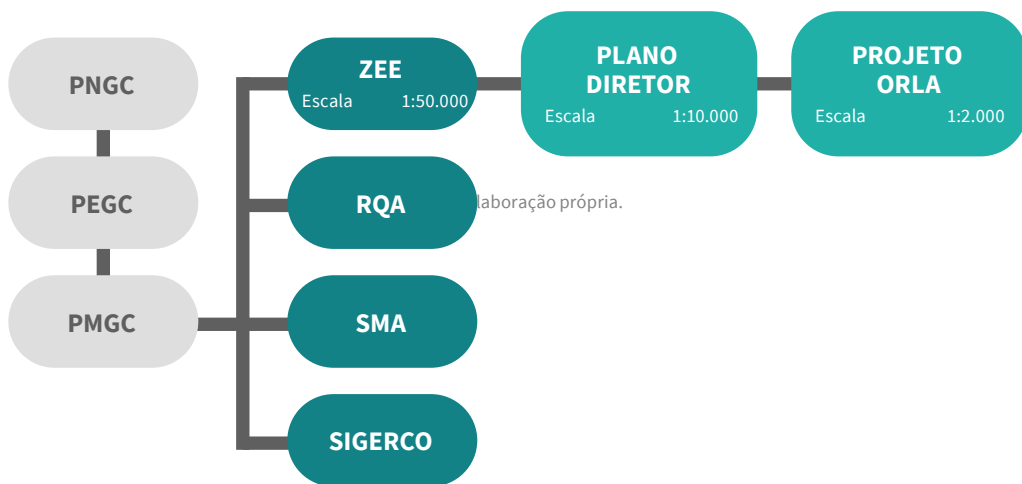 PNGC
PEGC
PMGC
ZEE
Escala 1:50.000
RQA
SMA
SIGERCO
PLANO
DIRETOR
Escala 1:10.000
PROJETO
ORLA
Escala 1:2.000
laboração própria.